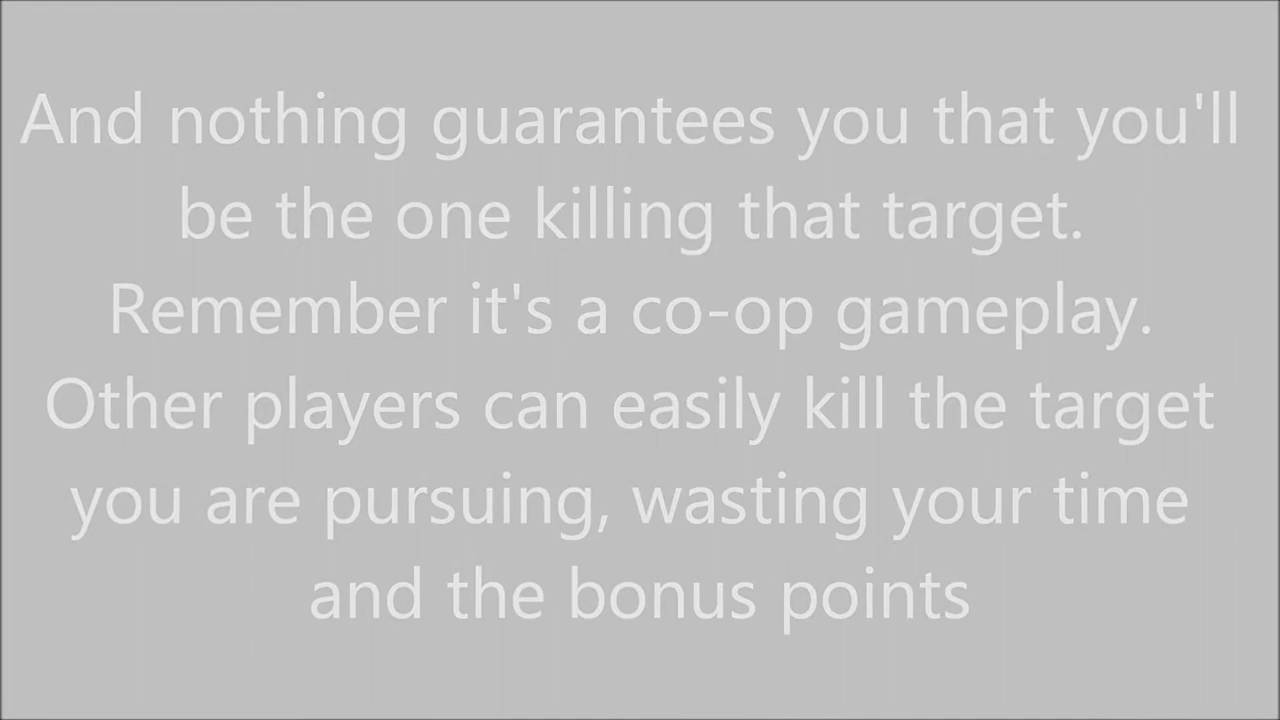 And nothing guarantees you that you'll
be the one killing that target.
Remember it's a co-op gameplay.
Other players can easily kill the target
you are pursuing, wasting your time
and the bonus points